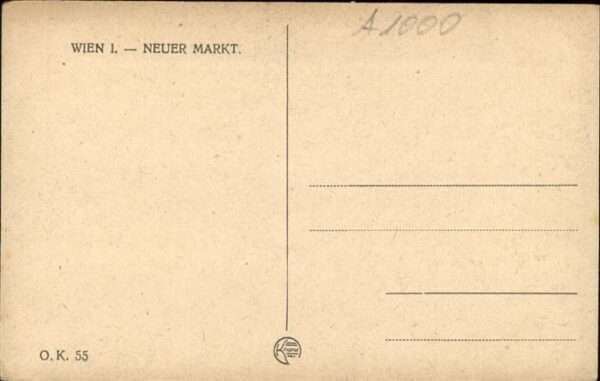 A1000
WIEN I. — NEUER MARKT.
O. K. 55